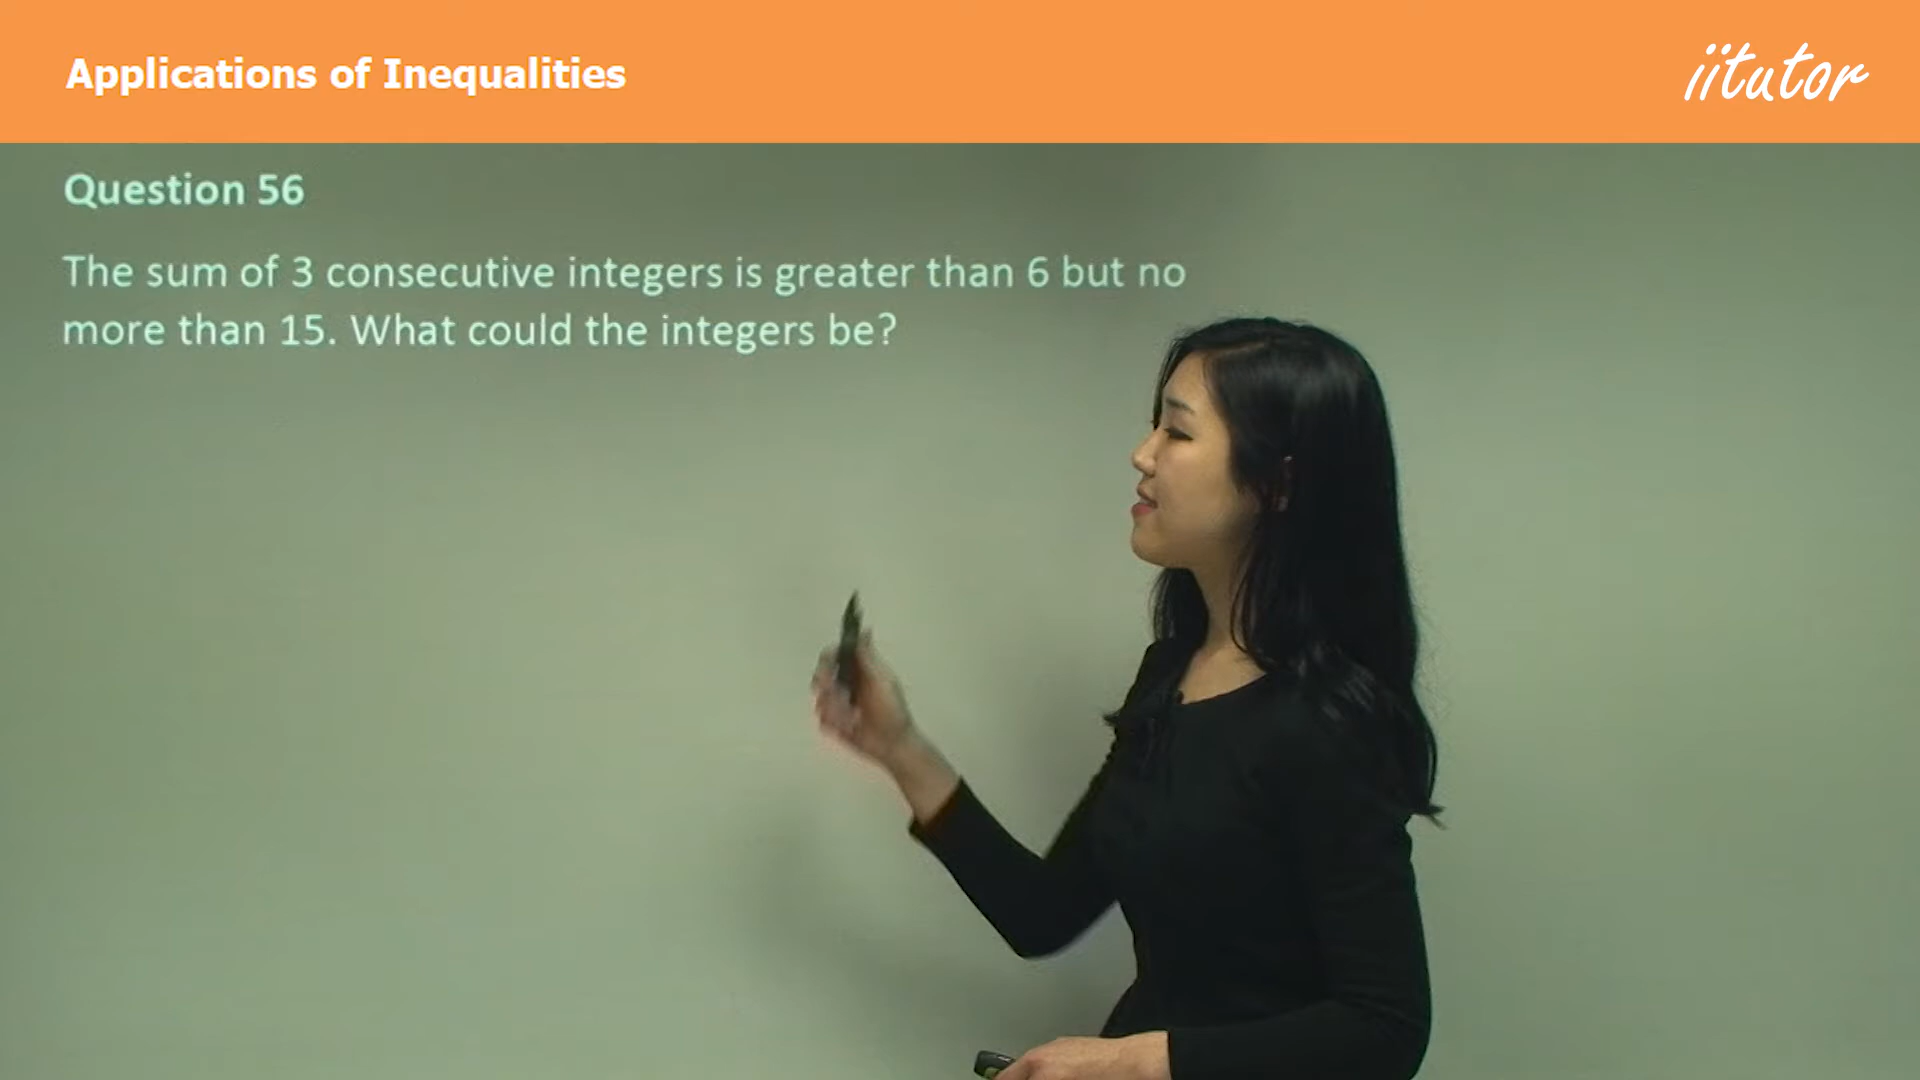 Applications of Inequalities
iitutor
Question 56
The sum of 3 consecutive integers is greater than 6 but no
more than 15. What could the integers be?